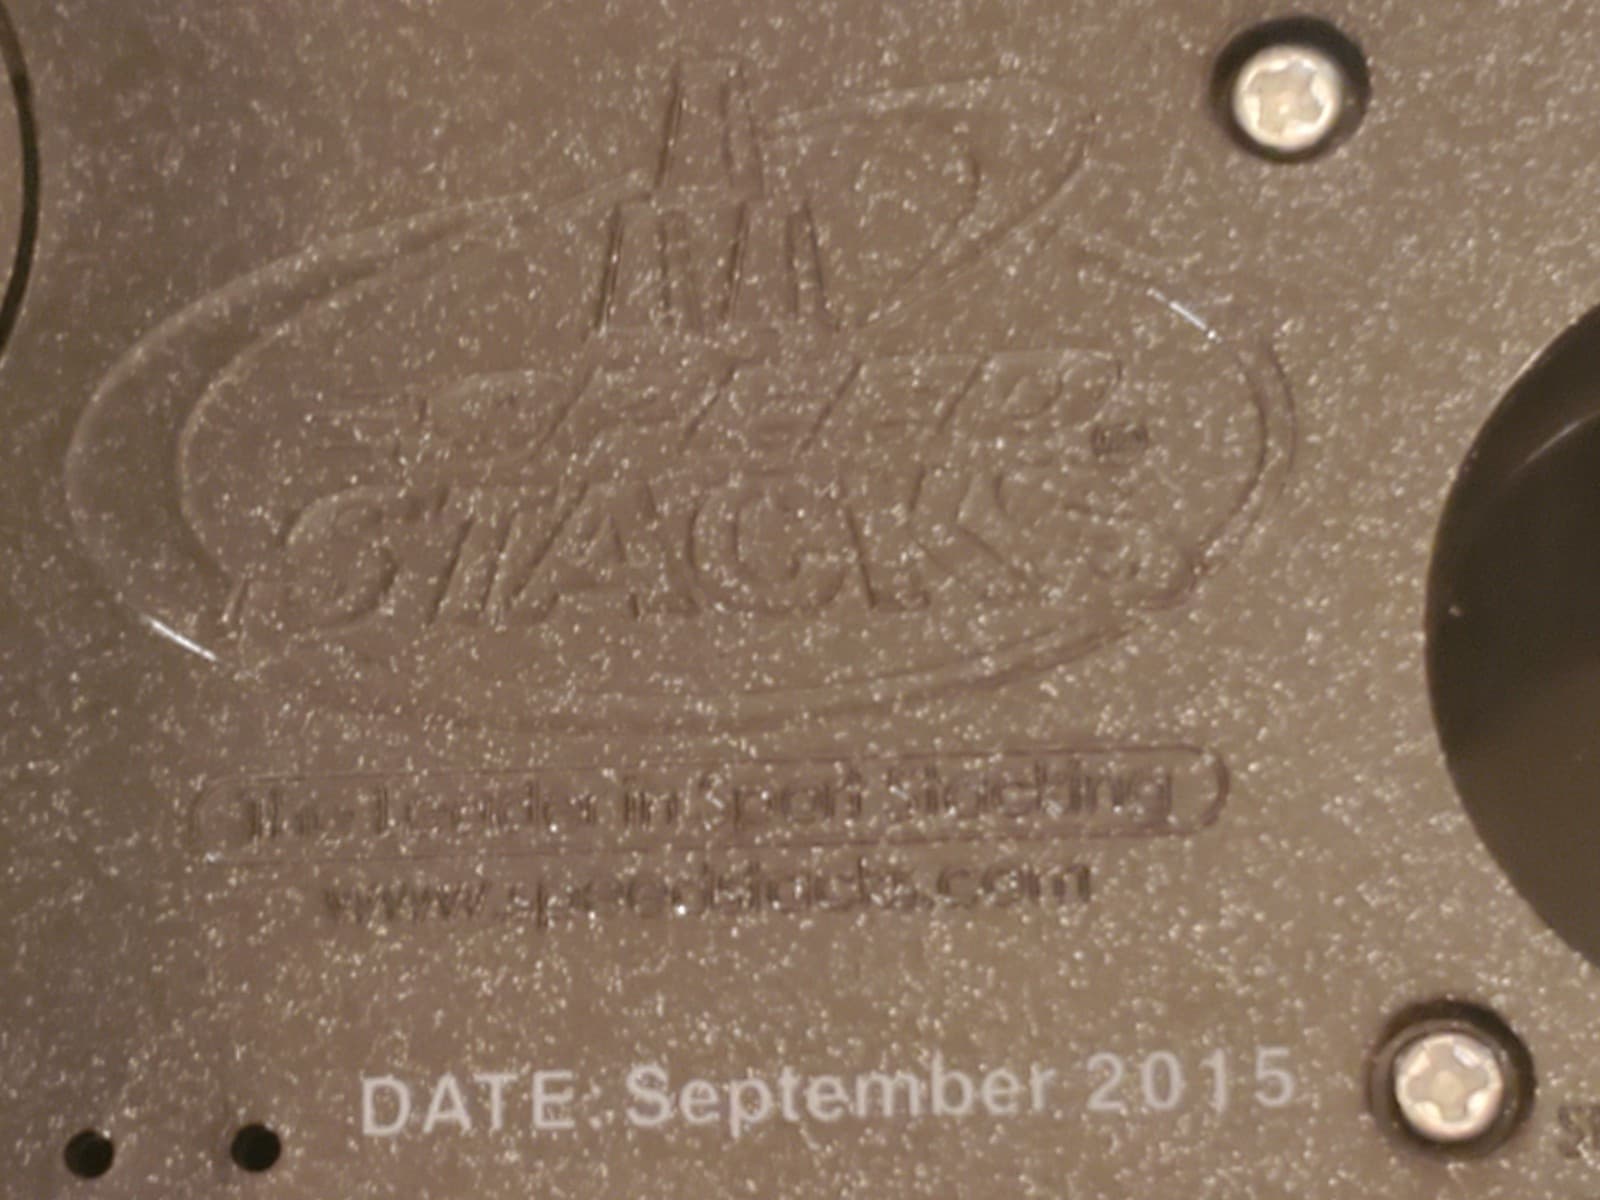 SPEED
STACKS
The Leader in Sport Stacking
www.speedstacks.com
DATE: September 2015